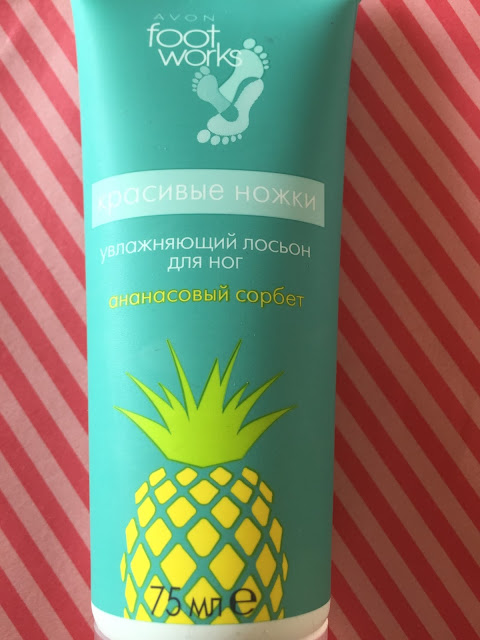 AVON
foot
works
красивые ножки
увлажняющий лосьон
для ног
ананасовый сорбет
75 мл e